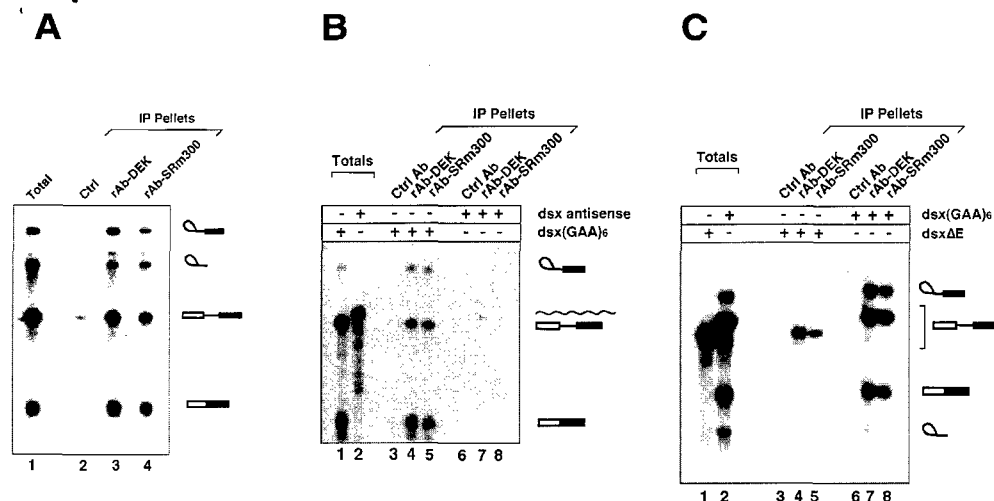 A
B
C
IP Pellets
Total
Ctrl
rAb-DEK
rAb-SRm300
1 2 3 4
IP Pellets
Totals
Ctrl Ab
rAb-DEK
rAb-SRm300
Ctrl Ab
rAb-DEK
rAb-SRm300
- + - - - + + + dsx antisense
+ - + + + - - - dsx(GAA)6
1 2 3 4 5 6 7 8
IP Pellets
Totals
Ctrl Ab
rAb-DEK
rAb-SRm300
Ctrl Ab
rAb-DEK
rAb-SRm300
- + - - - + + + dsx(GAA)6
+ - + + + - - - dsxΔE
1 2 3 4 5 6 7 8